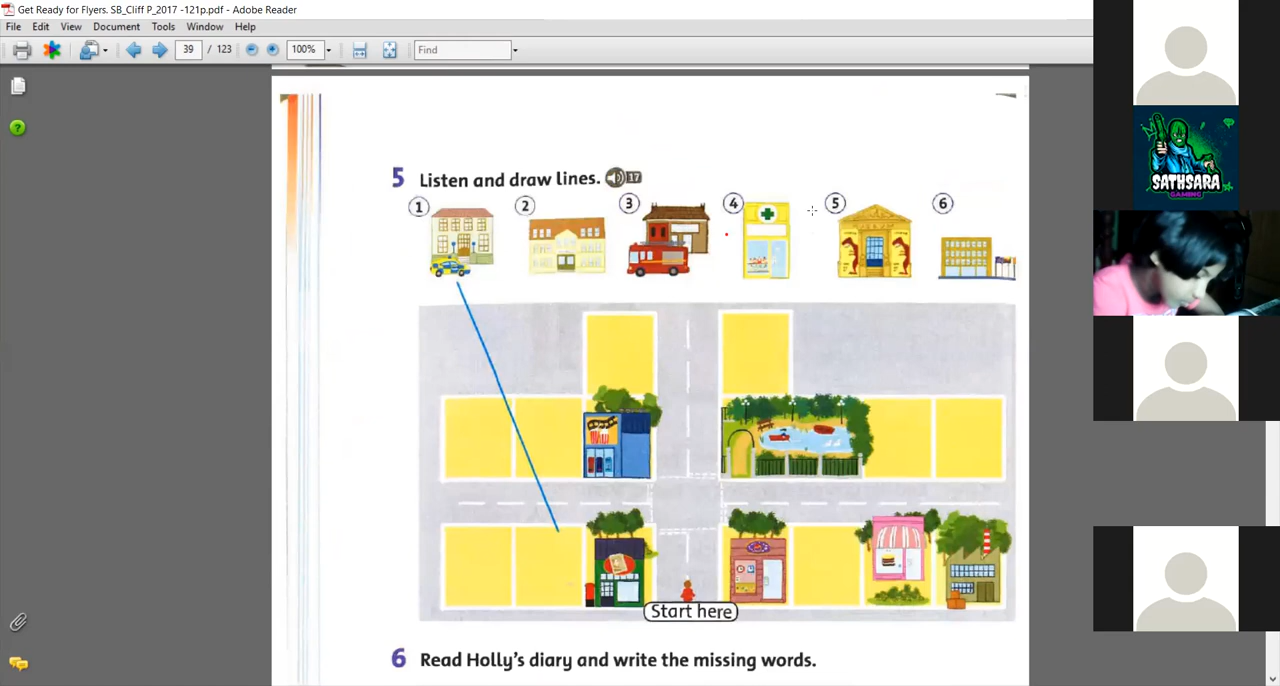 Get Ready for Flyers. SB_Cliff P_2017 -121p.pdf - Adobe Reader
File Edit View Document Tools Window Help
39 / 123 100% Find
5 Listen and draw lines. 17
1 2 3 4 5 6
Start here
6 Read Holly's diary and write the missing words.
SATHSARA
GAMING